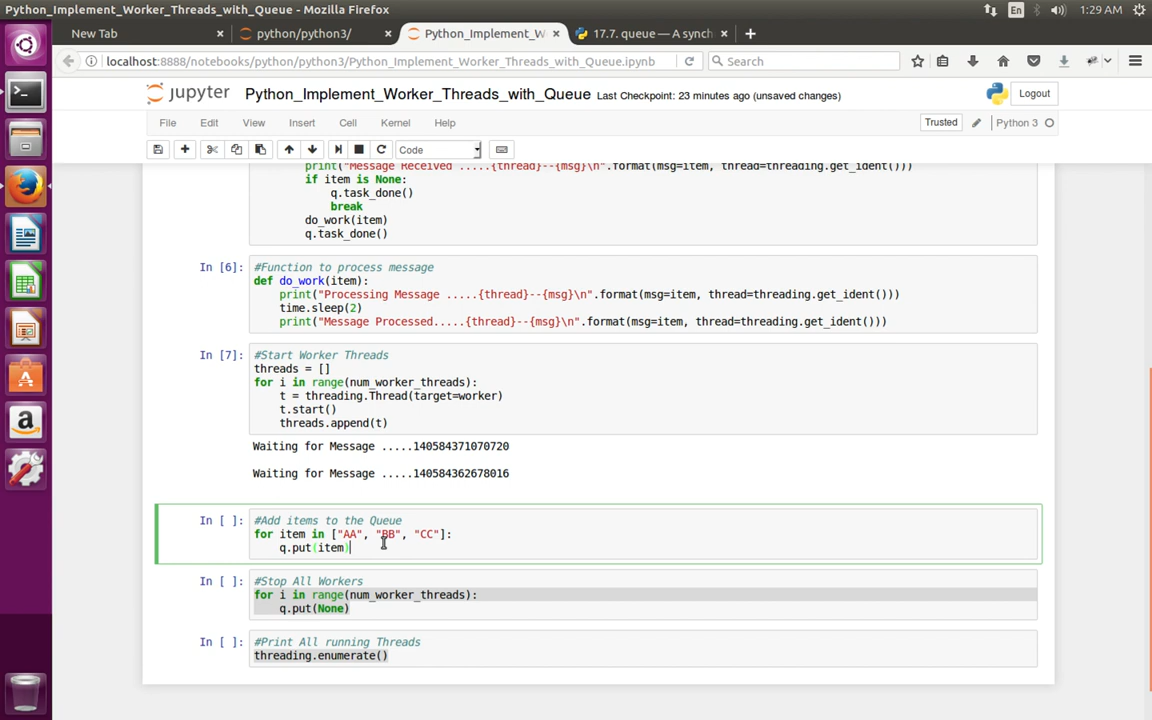 Python_Implement_Worker_Threads_with_Queue - Mozilla Firefox
En
1:29 AM
New Tab
python/python3/
Python_Implement_W
17.7. queue — A synch
localhost:8888/notebooks/python/python3/Python_Implement_Worker_Threads_with_Queue.ipynb
Search
jupyter
Python_Implement_Worker_Threads_with_Queue
Last Checkpoint: 23 minutes ago (unsaved changes)
Logout
File
Edit
View
Insert
Cell
Kernel
Help
Trusted
Python 3
Code
print("Message Received .....{thread}--{msg}\n".format(msg=item, thread=threading.get_ident()))
if item is None:
q.task_done()
break
do_work(item)
q.task_done()
In [6]:
#Function to process message
def do_work(item):
print("Processing Message .....{thread}--{msg}\n".format(msg=item, thread=threading.get_ident()))
time.sleep(2)
print("Message Processed.....{thread}--{msg}\n".format(msg=item, thread=threading.get_ident()))
In [7]:
#Start Worker Threads
threads = []
for i in range(num_worker_threads):
t = threading.Thread(target=worker)
t.start()
threads.append(t)
Waiting for Message .....140584371070720
Waiting for Message .....140584362678016
In [ ]:
#Add items to the Queue
for item in ["AA", "BB", "CC"]:
q.put(item)
In [ ]:
#Stop All Workers
for i in range(num_worker_threads):
q.put(None)
In [ ]:
#Print All running Threads
threading.enumerate()